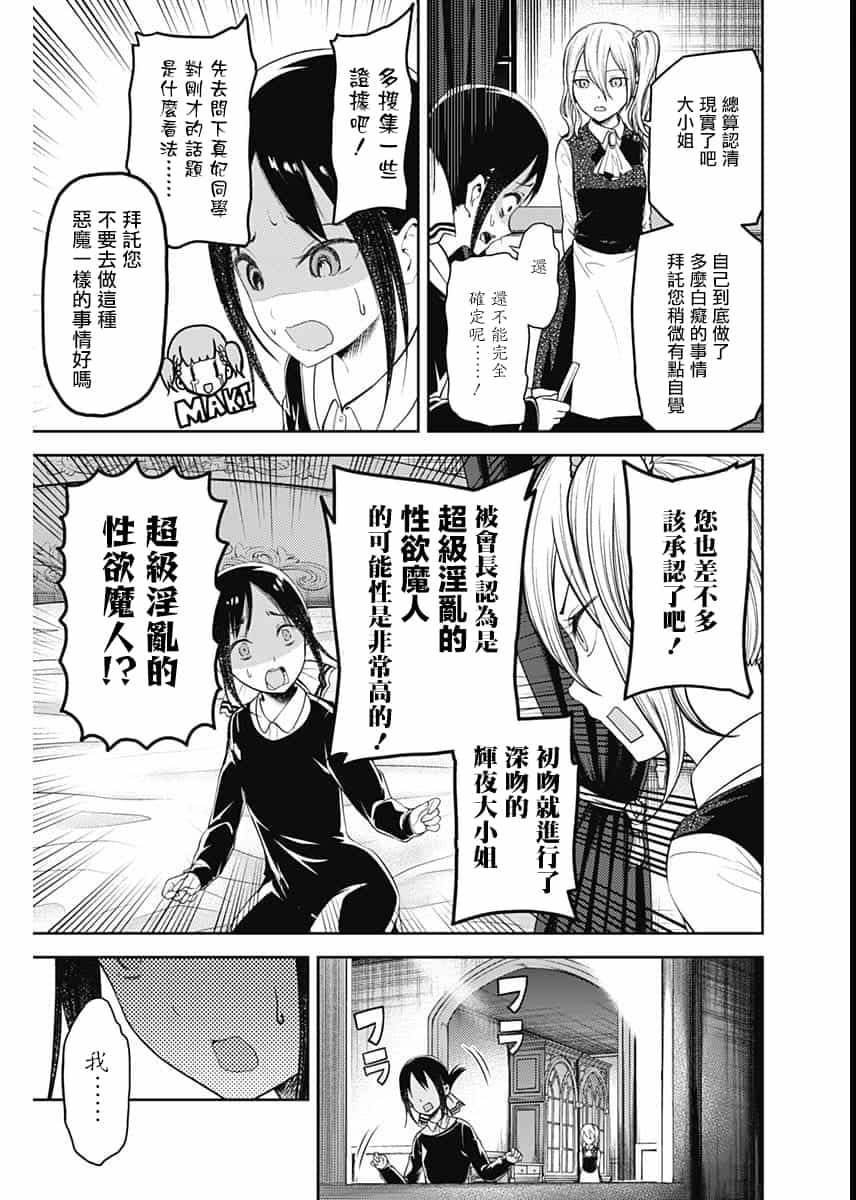 總算認清
現實了吧
大小姐
自己到底做了
多麼白癡的事情
拜託您稍微有點自覺
還
還不能完全
確定呢……！
多搜集一些
證據吧！
先去問下真妃同學
對剛才的話題
是什麼看法……
拜託您
不要去做這種
惡魔一樣的事情好嗎
MAKI
您也差不多
該承認了吧！
初吻就進行了
深吻的
輝夜大小姐
被會長認為是
超級淫亂的
性欲魔人
的可能性是非常高的！
超級淫亂的
性欲魔人!?
フラ
フラ
我……